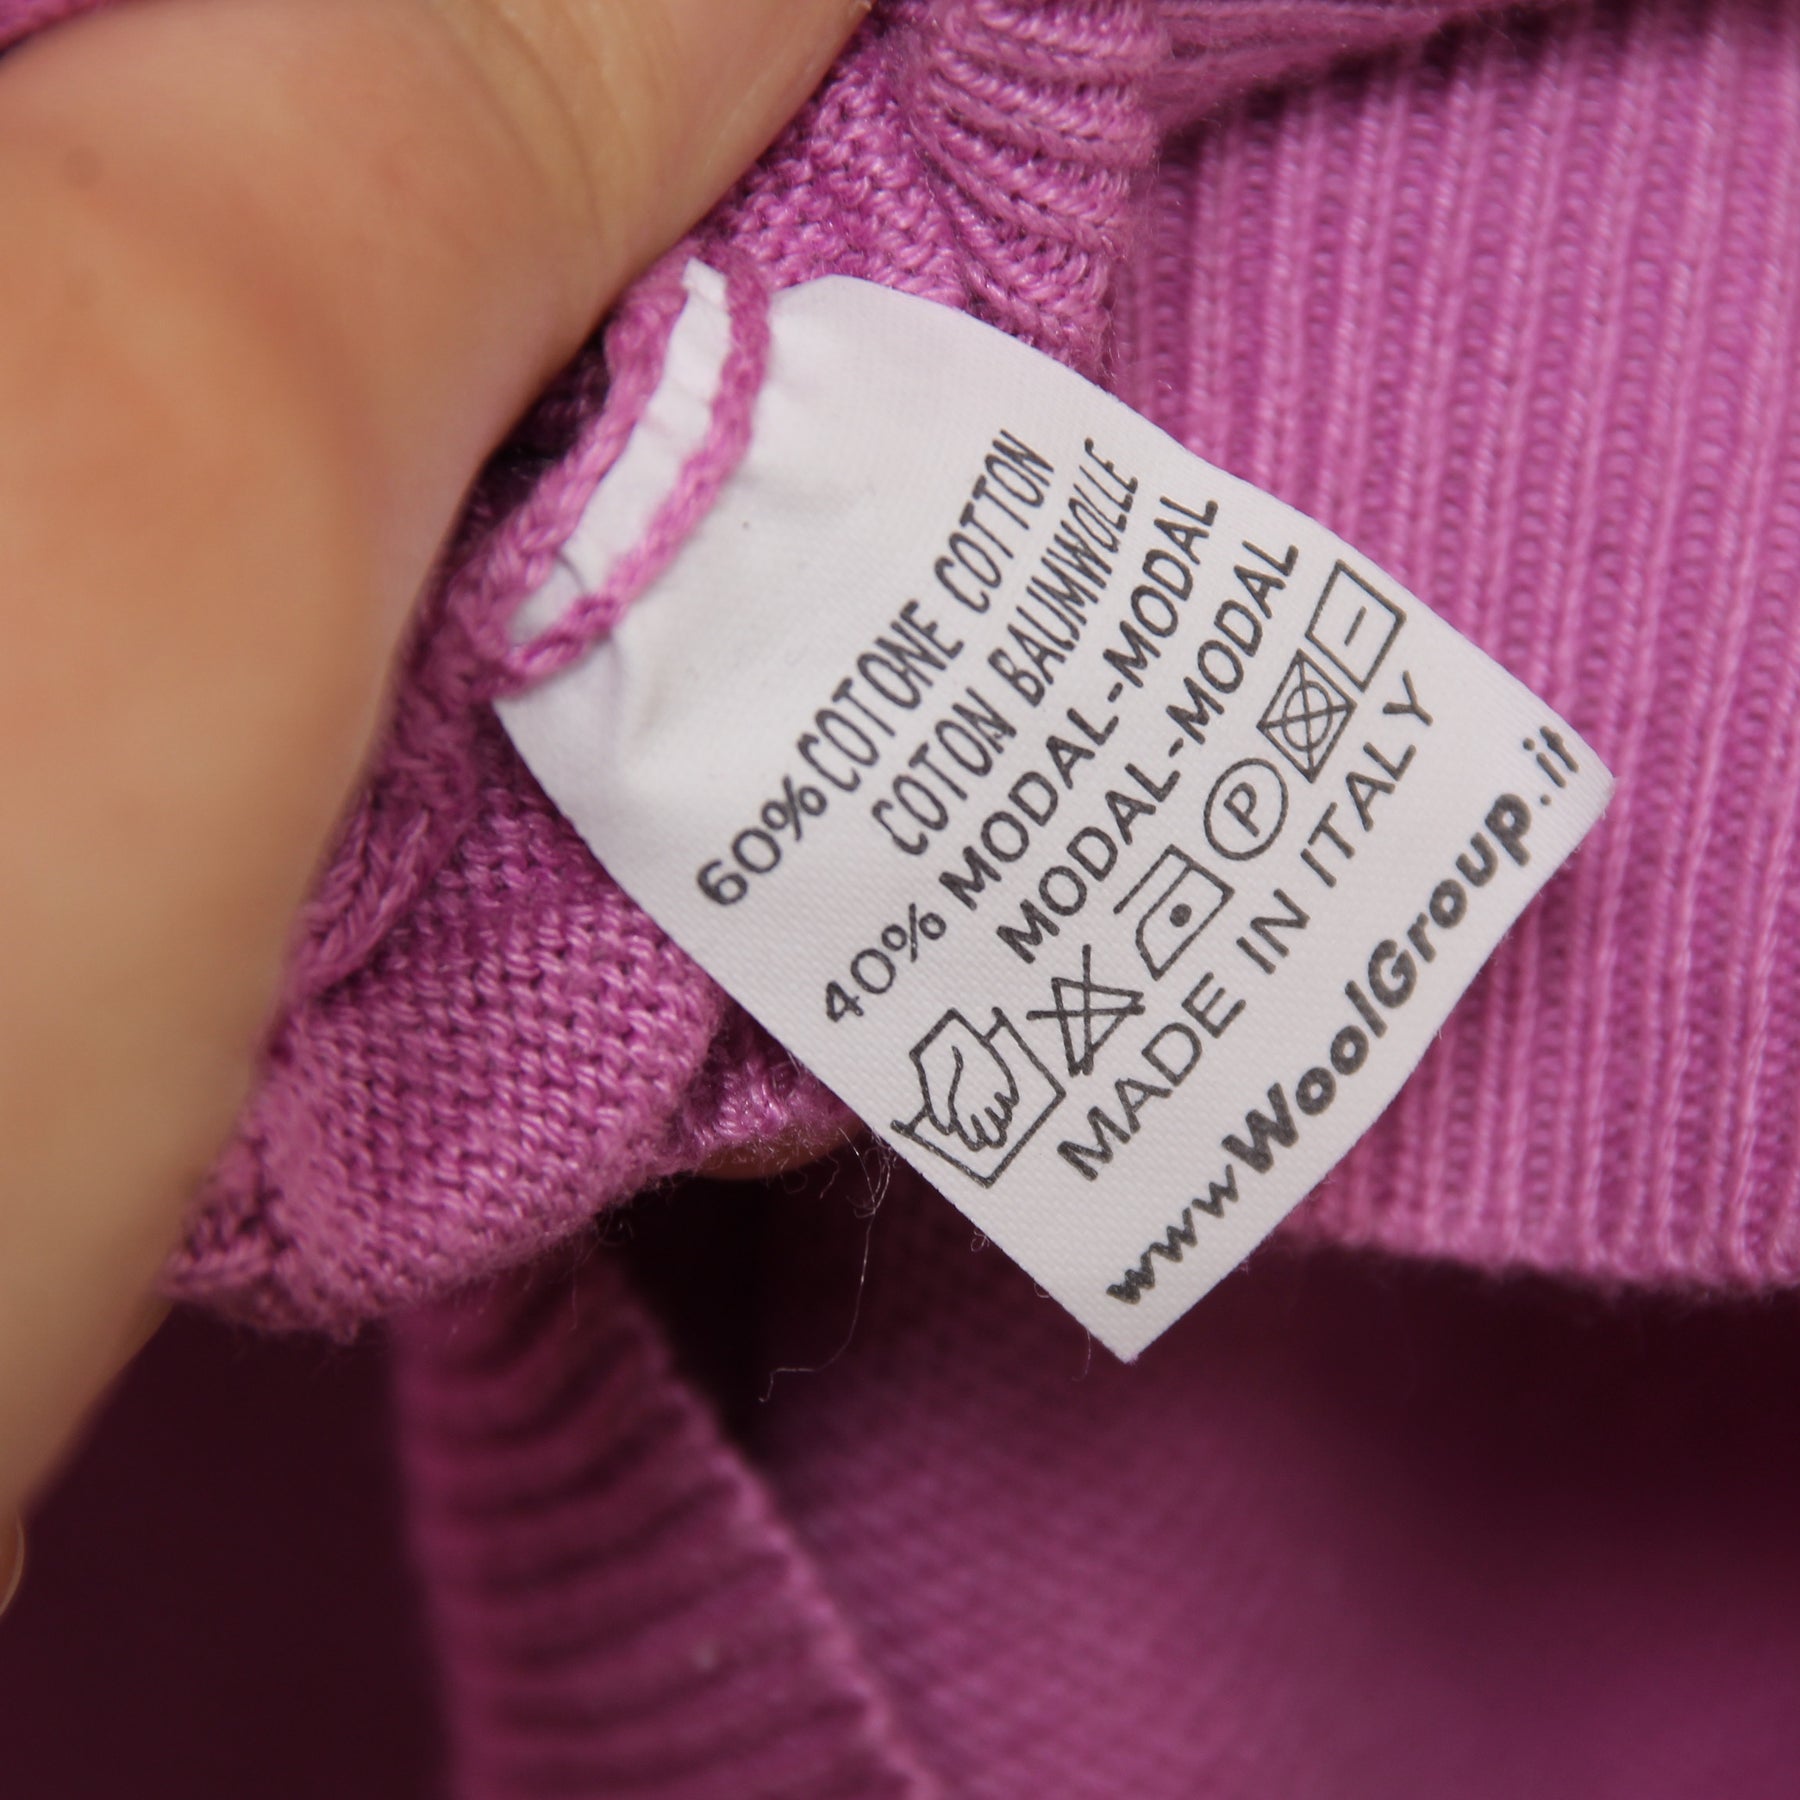 60%COTONE COTTON
COTON BAUMWOLLE
40% MODAL-MODAL
MODAL-MODAL
P
MADE IN ITALY
www.WoolGroup.it